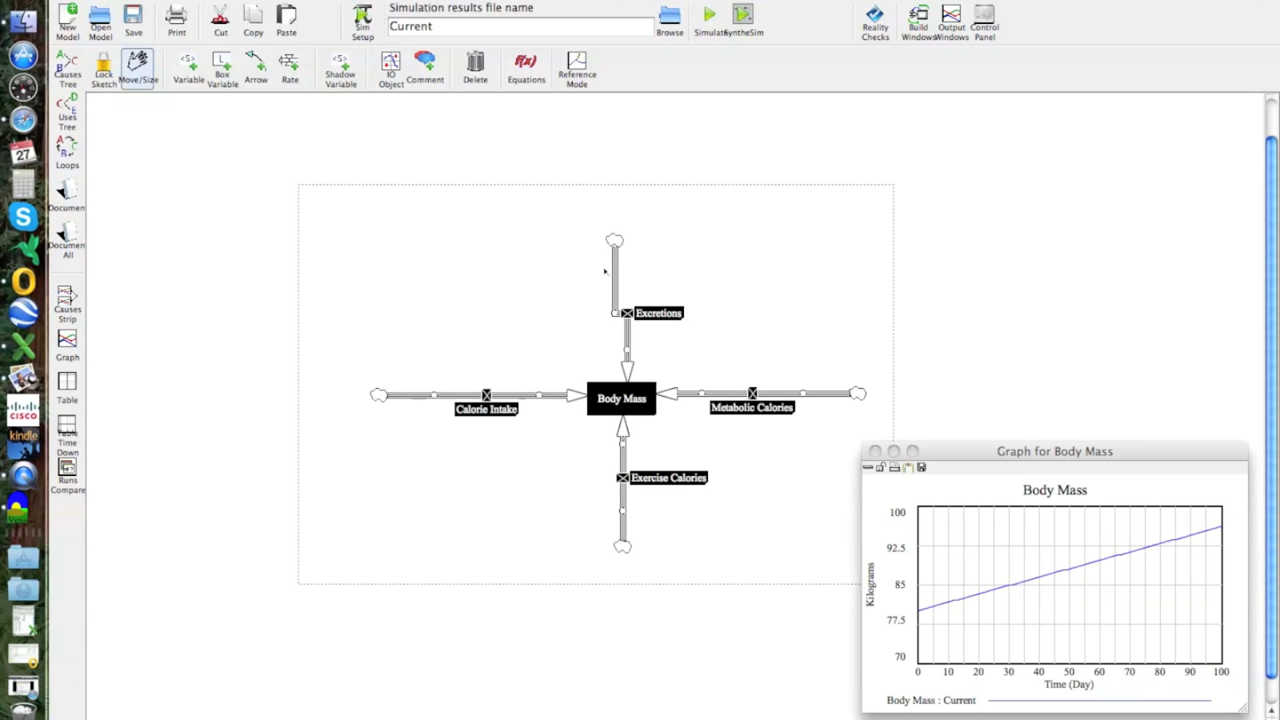 Simulation results file name
Current
New Model
Open Model
Save
Print
Cut
Copy
Paste
Sim Setup
Browse
Simulate
SyntheSim
Reality Checks
Build Windows
Output Windows
Control Panel
Causes Tree
Lock Sketch
Move/Size
Variable
Box Variable
Arrow
Rate
Shadow Variable
IO Object
Comment
Delete
Equations
Reference Mode
Uses Tree
Loops
Documen
Documen All
Causes Strip
Graph
Table
Table Time Down
Runs Compare
27
CISCO
kindle
Excretions
Body Mass
Calorie Intake
Metabolic Calories
Exercise Calories
Graph for Body Mass
Body Mass
100
92.5
85
77.5
70
Kilograms
0 10 20 30 40 50 60 70 80 90 100
Time (Day)
Body Mass : Current